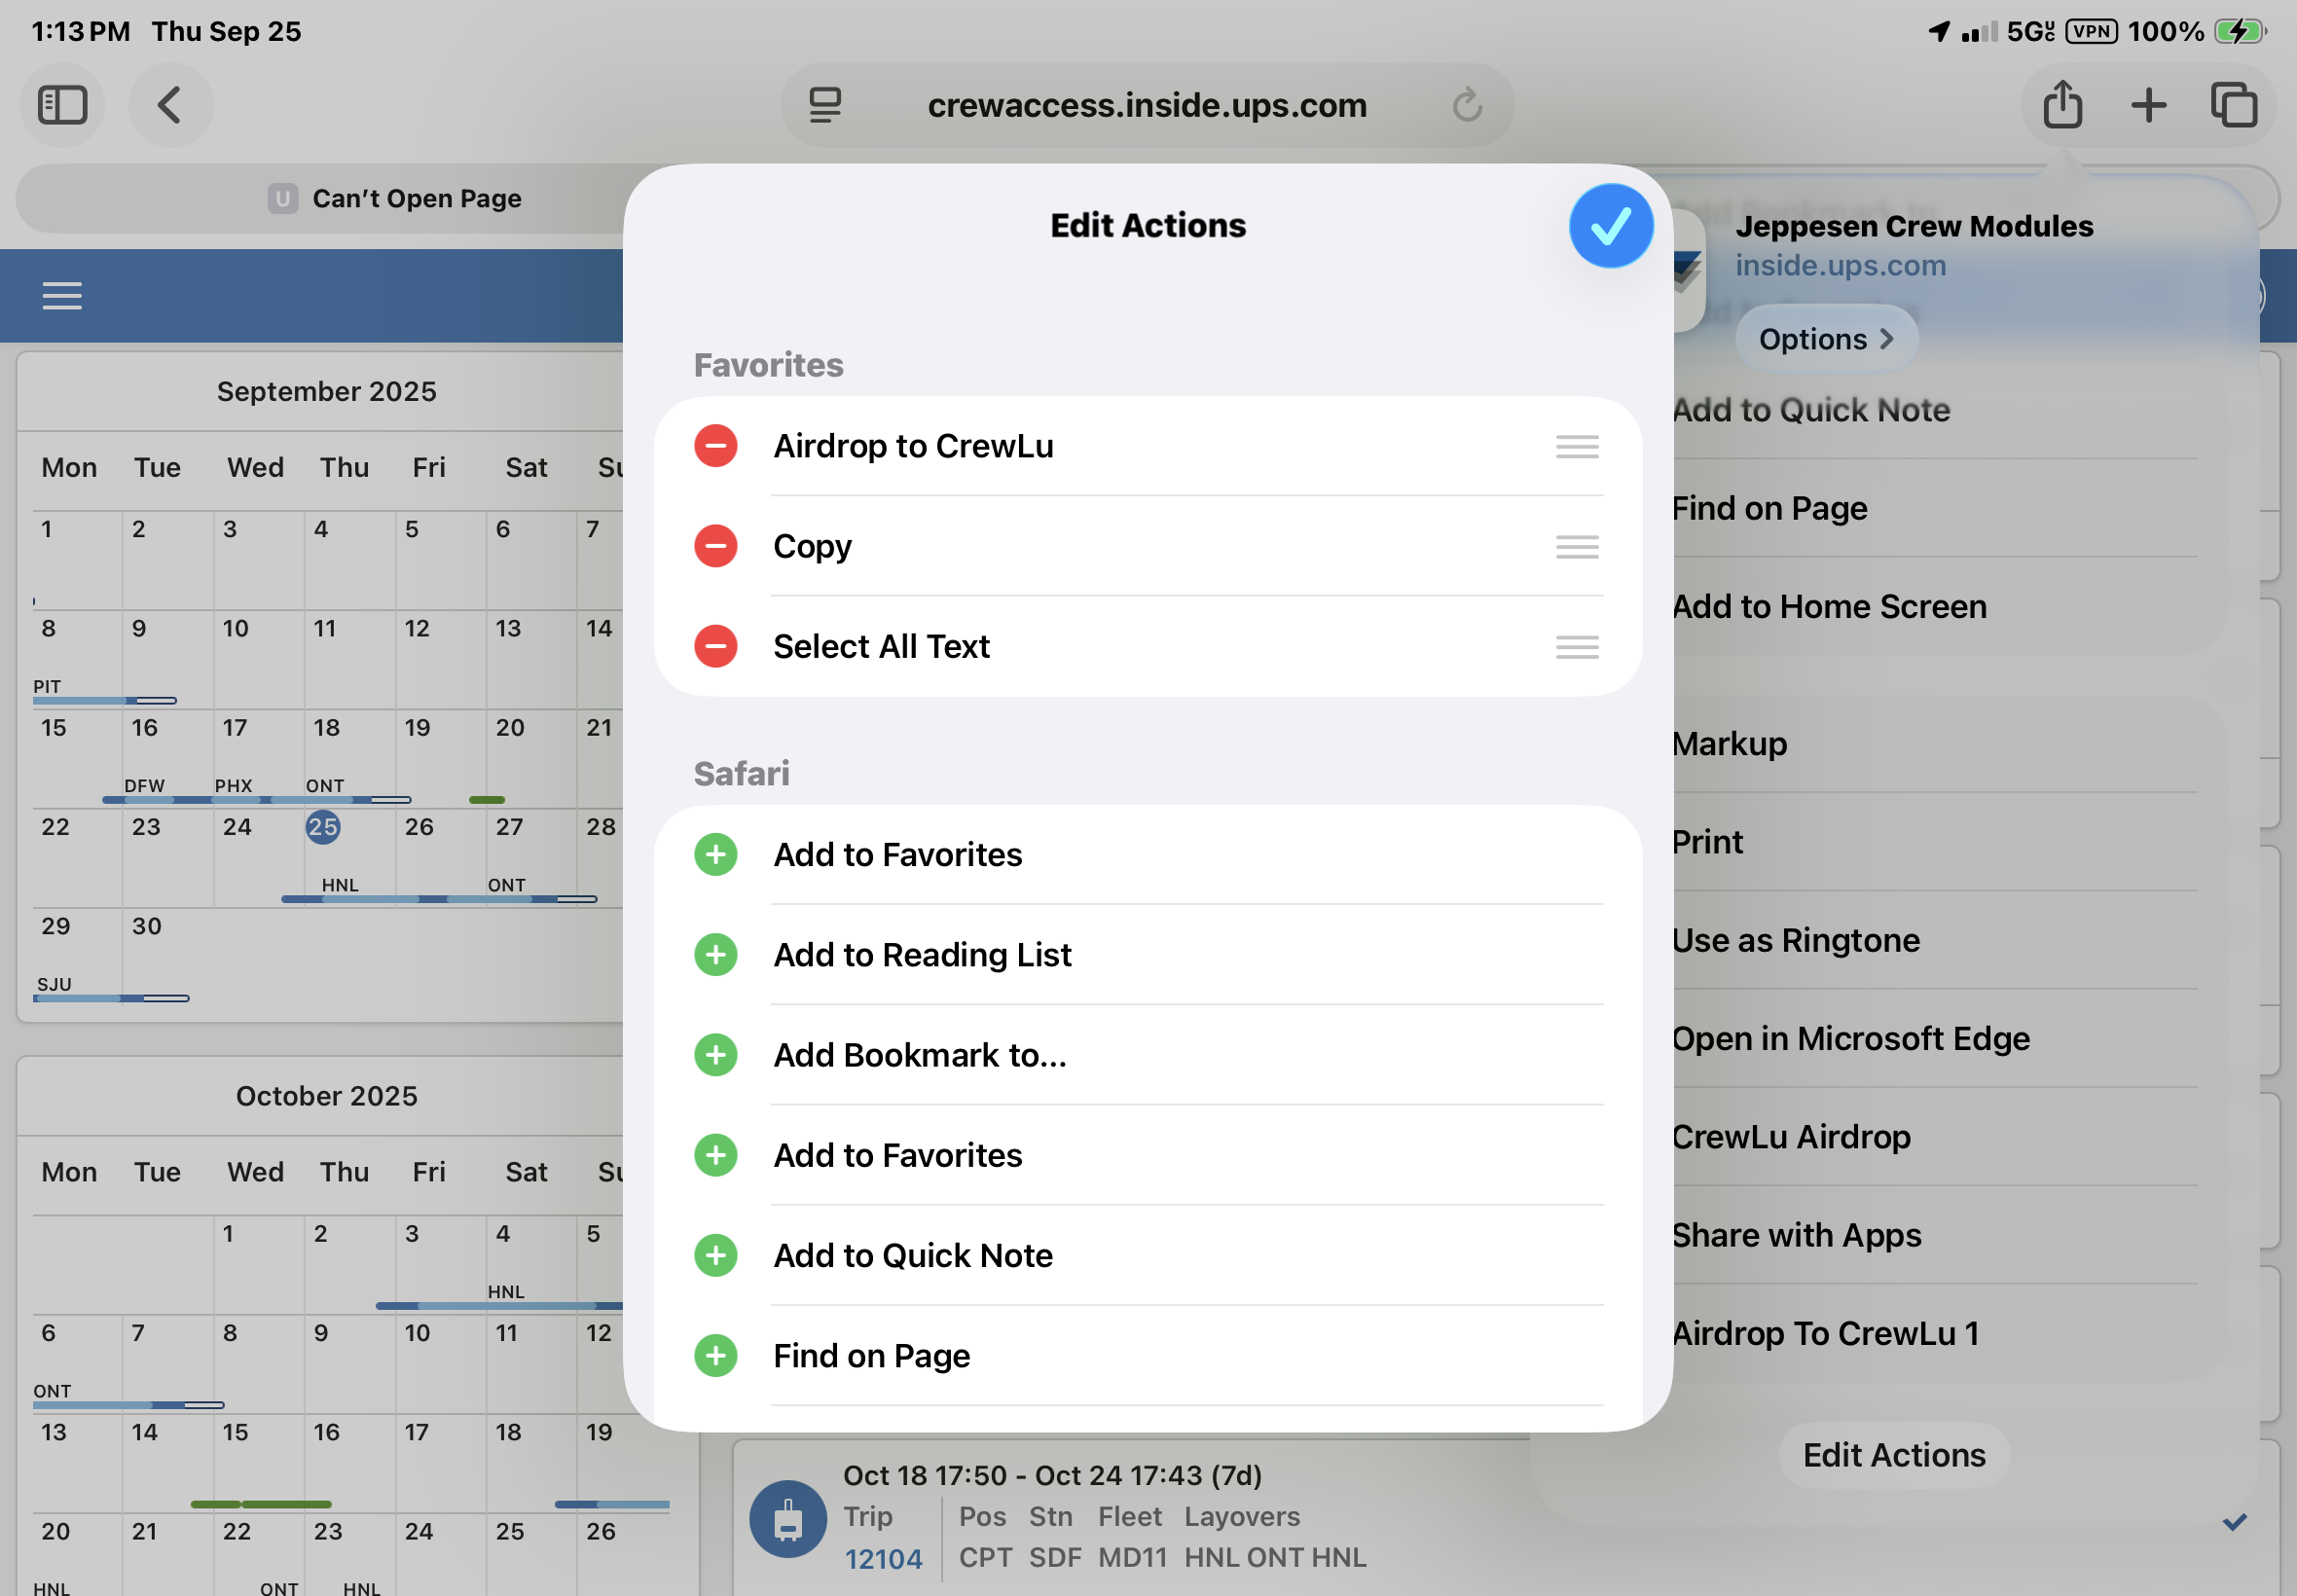 1:13 PM Thu Sep 25
5G UC VPN 100%
crewaccess.inside.ups.com
U Can't Open Page
Edit Actions
Favorites
Airdrop to CrewLu
Copy
Select All Text
Safari
Add to Favorites
Add to Reading List
Add Bookmark to...
Add to Favorites
Add to Quick Note
Find on Page
Jeppesen Crew Modules
inside.ups.com
Options
Add to Quick Note
Find on Page
Add to Home Screen
Markup
Print
Use as Ringtone
Open in Microsoft Edge
CrewLu Airdrop
Share with Apps
Airdrop To CrewLu 1
Edit Actions
September 2025
Mon Tue Wed Thu Fri Sat Su
1 2 3 4 5 6 7
8 9 10 11 12 13 14
PIT
15 16 17 18 19 20 21
DFW PHX ONT
22 23 24 25 26 27 28
HNL ONT
29 30
SJU
October 2025
Mon Tue Wed Thu Fri Sat Su
1 2 3 4 5
HNL
6 7 8 9 10 11 12
ONT
13 14 15 16 17 18 19
20 21 22 23 24 25 26
HNL ONT HNL
Oct 18 17:50 - Oct 24 17:43 (7d)
Trip Pos Stn Fleet Layovers
12104 CPT SDF MD11 HNL ONT HNL